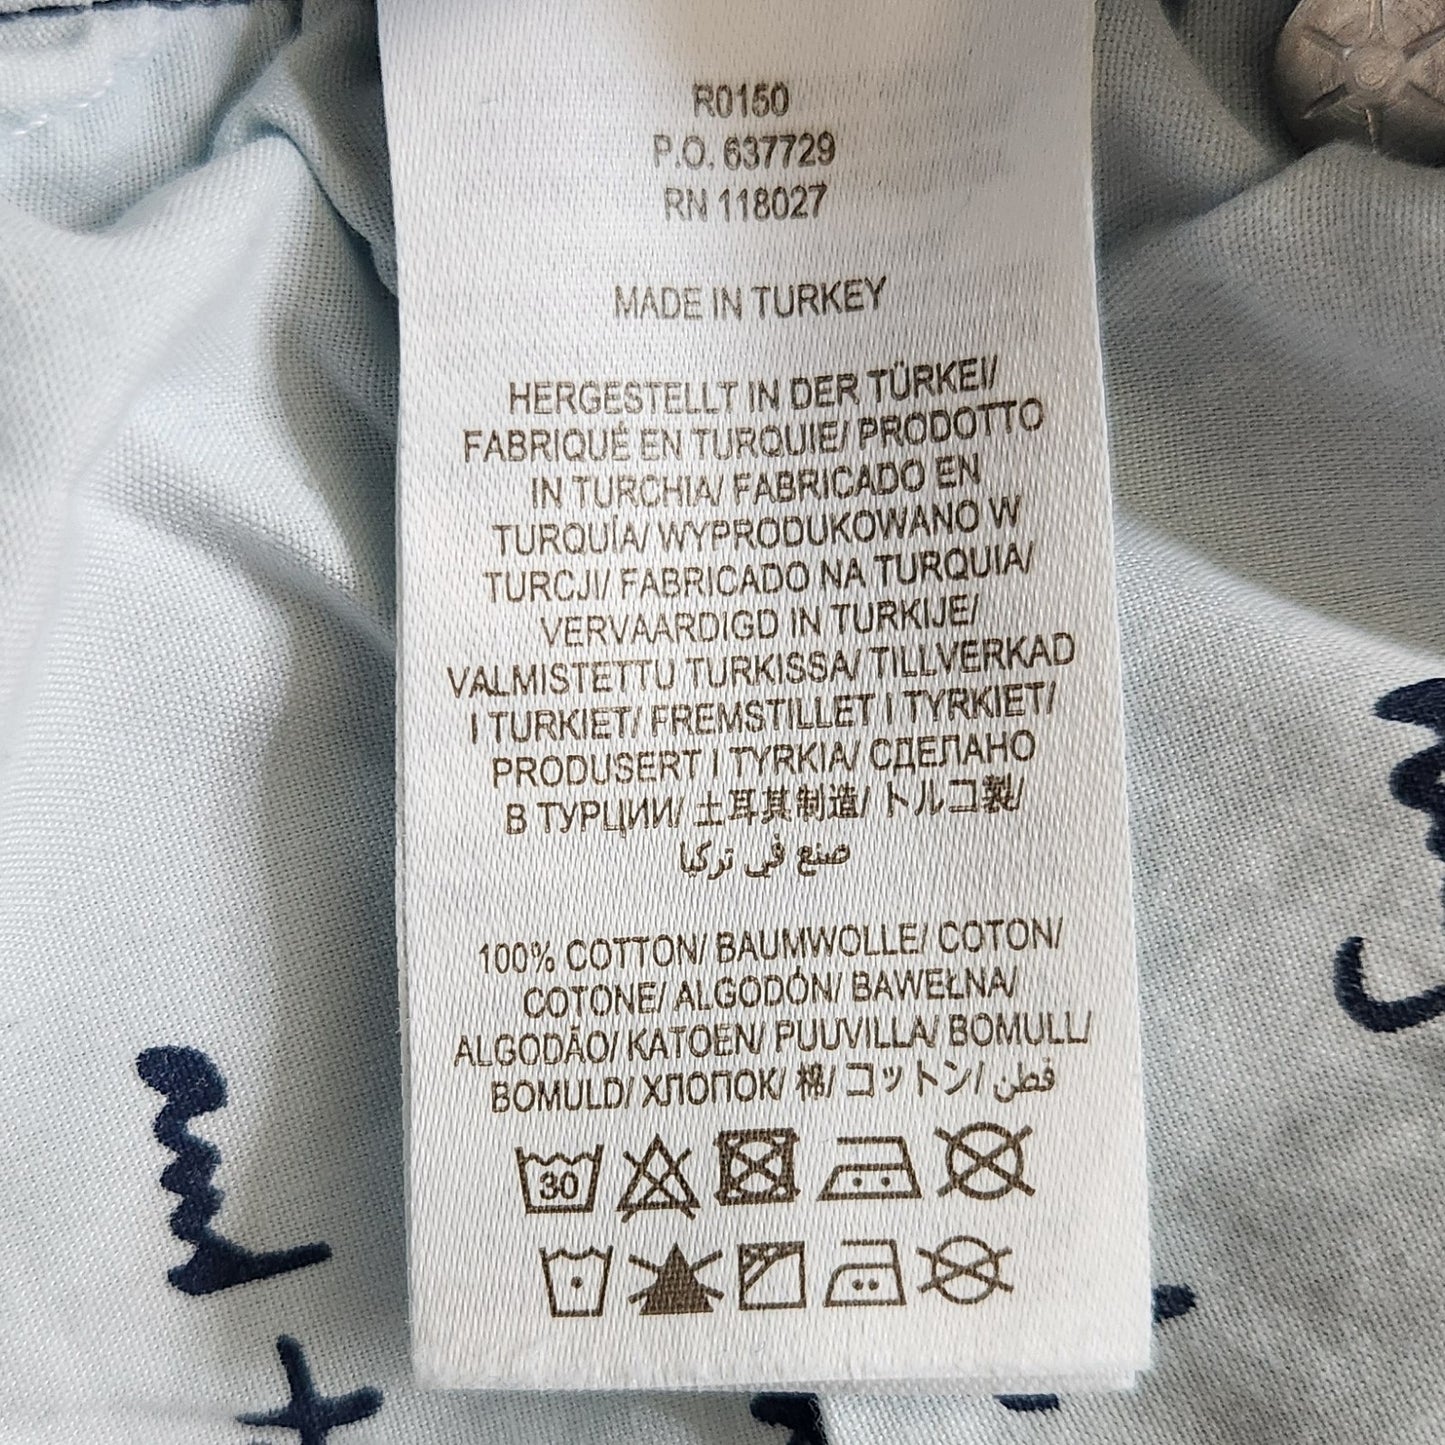 R0150
P.O. 637729
RN 118027
MADE IN TURKEY
HERGESTELLT IN DER TÜRKEI/
FABRIQUÉ EN TURQUIE/ PRODOTTO
IN TURCHIA/ FABRICADO EN
TURQUÍA/ WYPRODUKOWANO W
TURCJI/ FABRICADO NA TURQUIA/
VERVAARDIGD IN TURKIJE/
VALMISTETTU TURKISSA/ TILLVERKAD
I TURKIET/ FREMSTILLET I TYRKIET/
PRODUSERT I TYRKIA/ СДЕЛАНО
В ТУРЦИИ/ 土耳其制造/ トルコ製/
صنع في تركيا
100% COTTON/ BAUMWOLLE/ COTON/
COTONE/ ALGODÓN/ BAWEŁNA/
ALGODÃO/ KATOEN/ PUUVILLA/ BOMULL/
BOMULD/ ХЛОПОК/ 棉/ コットン/ قطن
30